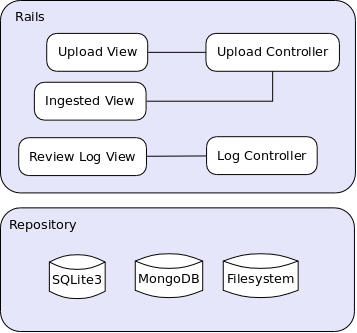 Rails
Upload View
Upload Controller
Ingested View
Review Log View
Log Controller
Repository
SQLite3
MongoDB
Filesystem